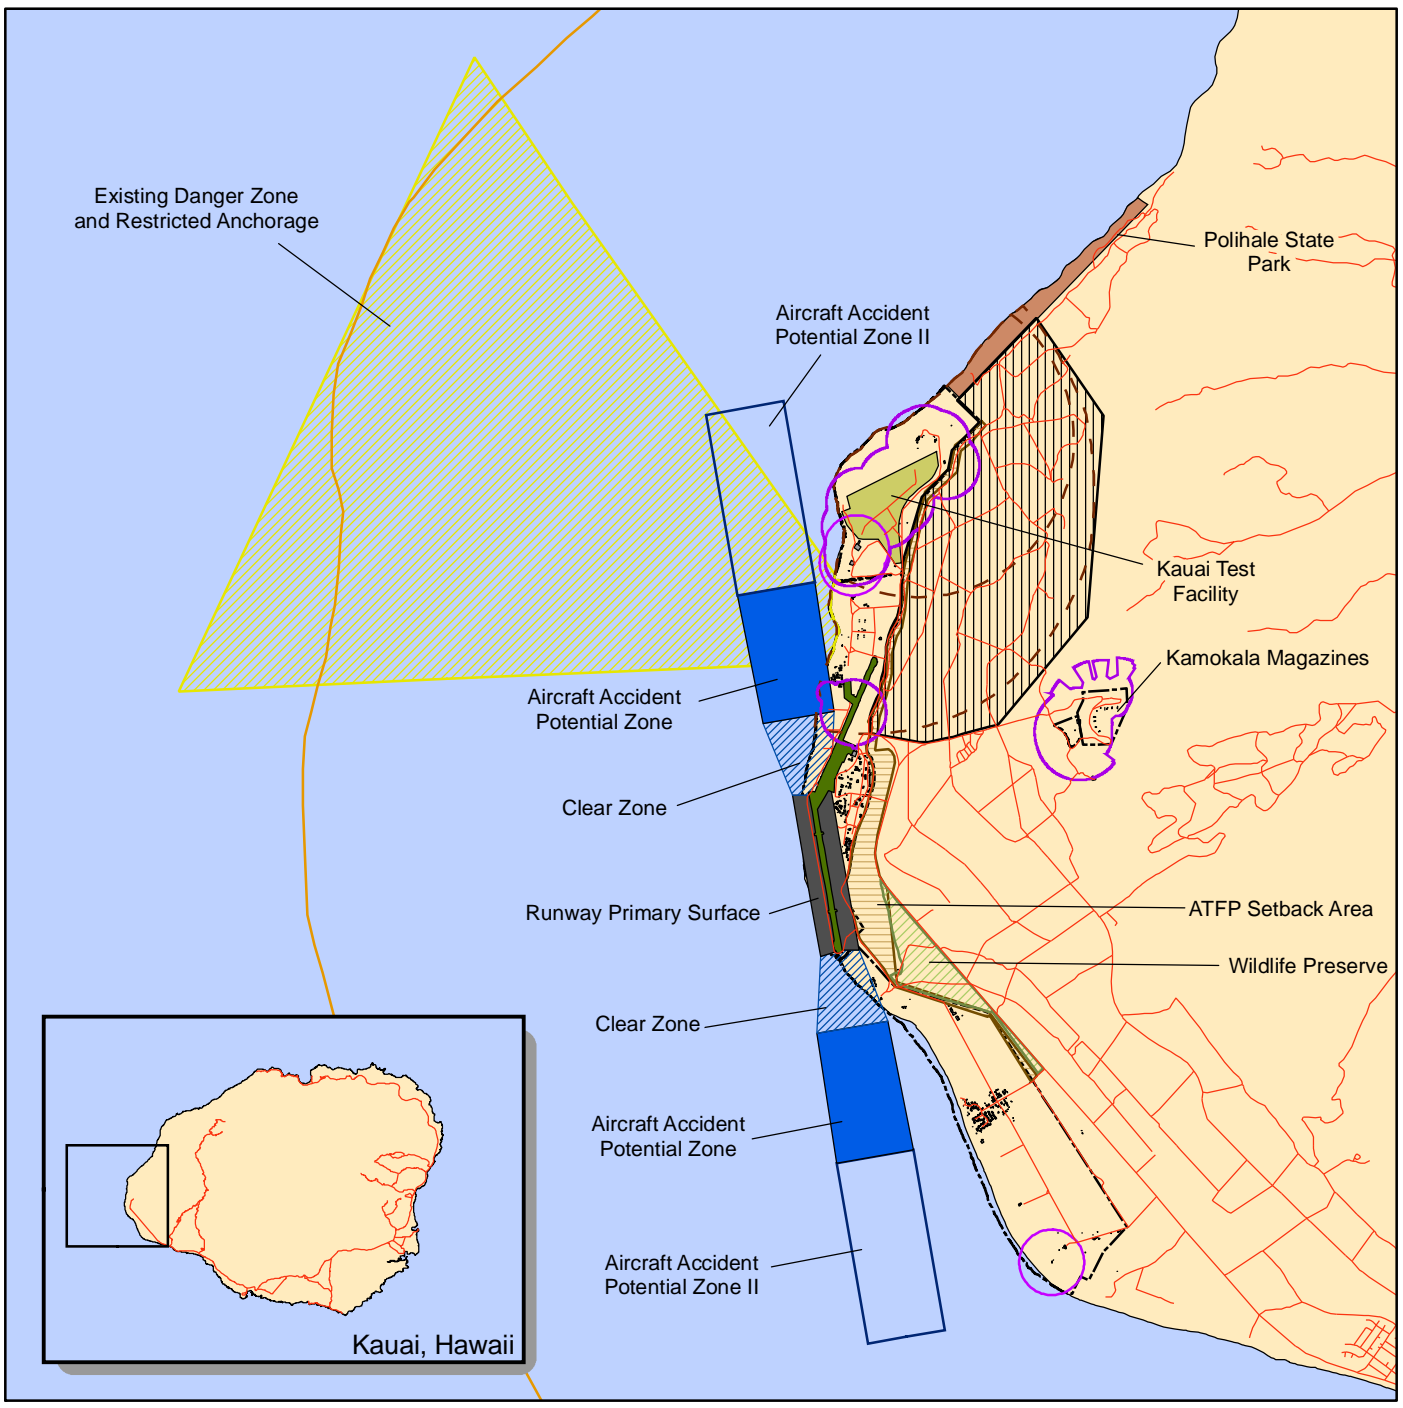 Existing Danger Zone
and Restricted Anchorage
Polihale State
Park
Aircraft Accident
Potential Zone II
Kauai Test
Facility
Kamokala Magazines
Aircraft Accident
Potential Zone
Clear Zone
Runway Primary Surface
ATFP Setback Area
Wildlife Preserve
Clear Zone
Aircraft Accident
Potential Zone
Aircraft Accident
Potential Zone II
Kauai, Hawaii